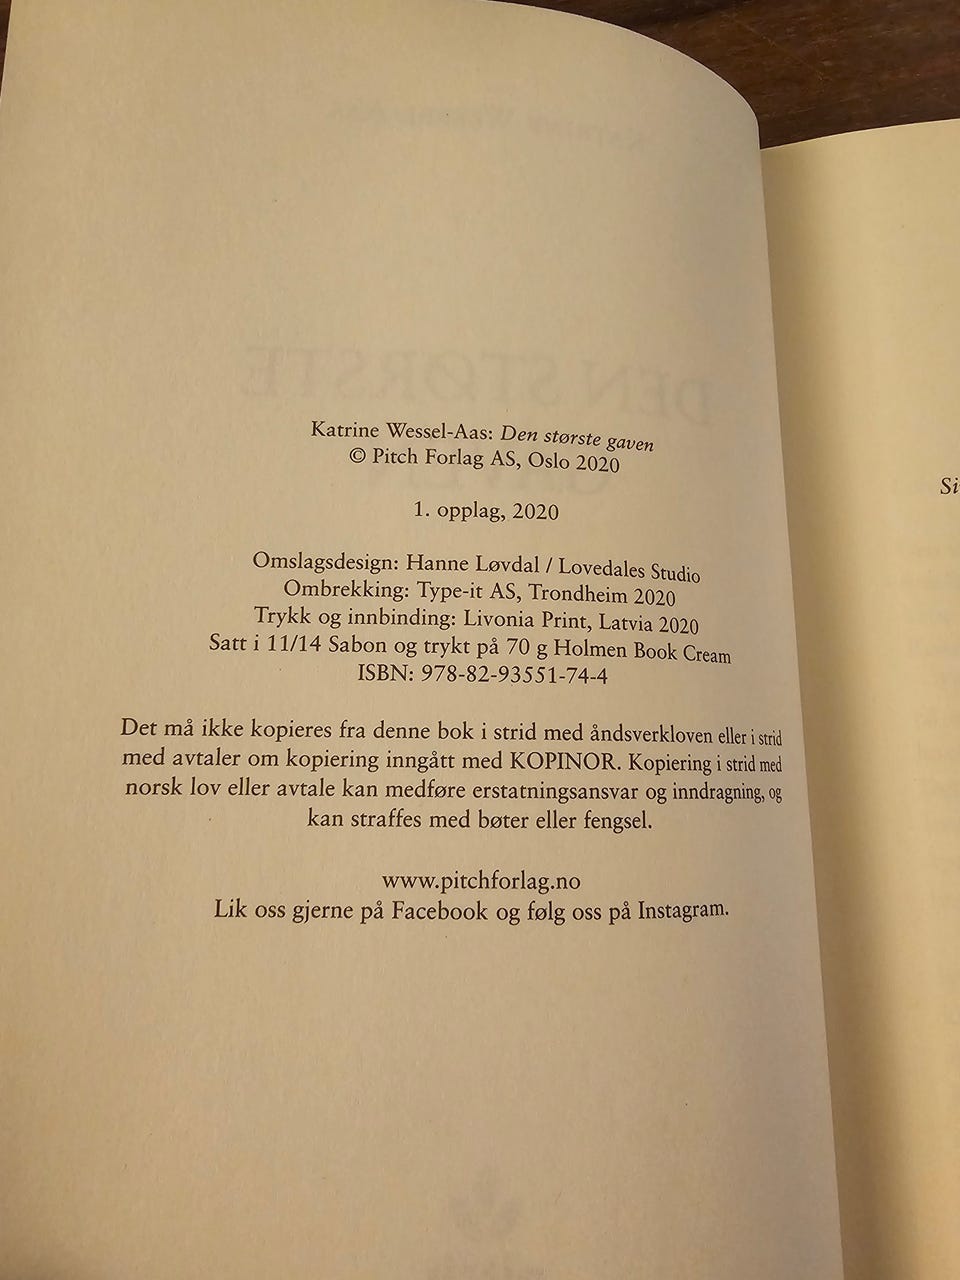 Katrine Wessel-Aas: Den største gaven
© Pitch Forlag AS, Oslo 2020
1. opplag, 2020
Omslagsdesign: Hanne Løvdal / Lovedales Studio
Ombrekking: Type-it AS, Trondheim 2020
Trykk og innbinding: Livonia Print, Latvia 2020
Satt i 11/14 Sabon og trykt på 70 g Holmen Book Cream
ISBN: 978-82-93551-74-4
Det må ikke kopieres fra denne bok i strid med åndsverkloven eller i strid
med avtaler om kopiering inngått med KOPINOR. Kopiering i strid med
norsk lov eller avtale kan medføre erstatningsansvar og inndragning, og
kan straffes med bøter eller fengsel.
www.pitchforlag.no
Lik oss gjerne på Facebook og følg oss på Instagram.